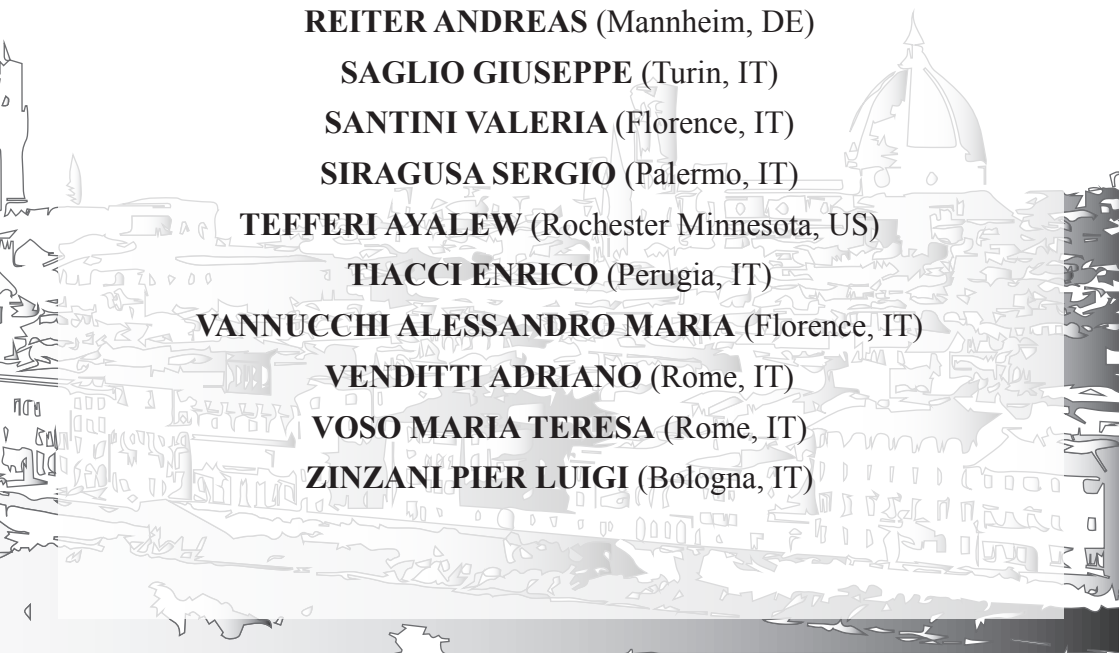 REITER ANDREAS (Mannheim, DE)
SAGLIO GIUSEPPE (Turin, IT)
SANTINI VALERIA (Florence, IT)
SIRAGUSA SERGIO (Palermo, IT)
TEFFERI AYALEW (Rochester Minnesota, US)
TIACCI ENRICO (Perugia, IT)
VANNUCCHI ALESSANDRO MARIA (Florence, IT)
VENDITTI ADRIANO (Rome, IT)
VOSO MARIA TERESA (Rome, IT)
ZINZANI PIER LUIGI (Bologna, IT)